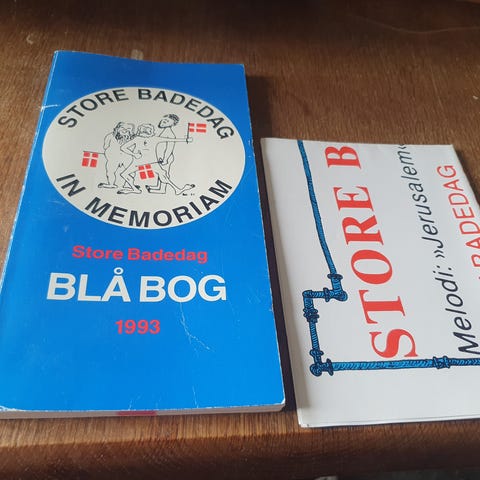 STORE BADEDAG
IN MEMORIAM
Store Badedag
BLÅ BOG
1993
STORE B
Melodi: »Jerusalem«
BADEDAG